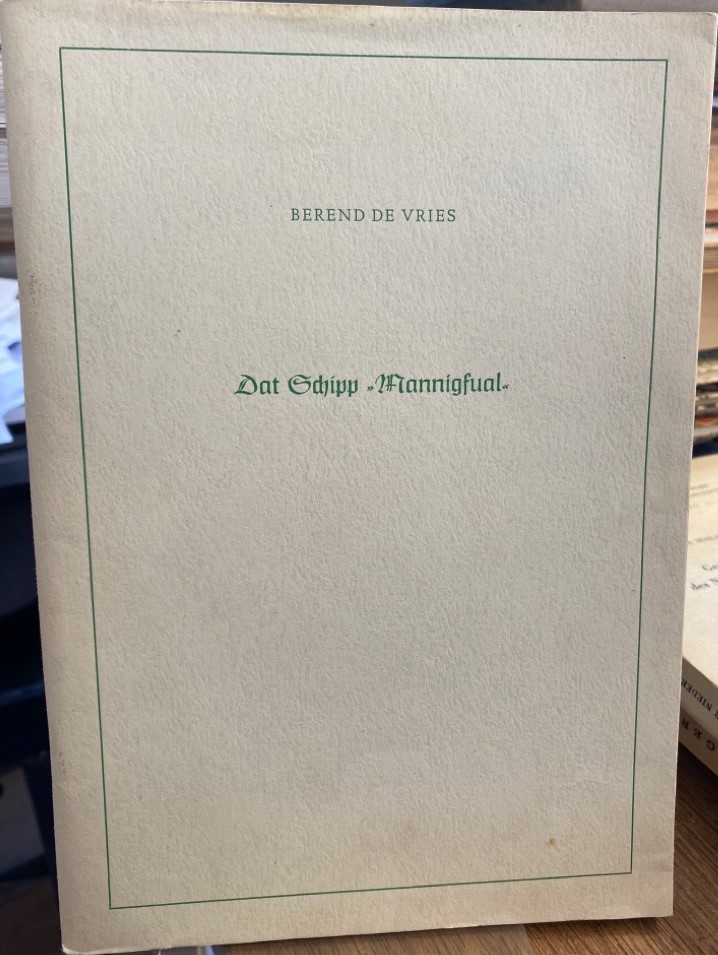 BEREND DE VRIES
Dat Schipp »Mannigfual«